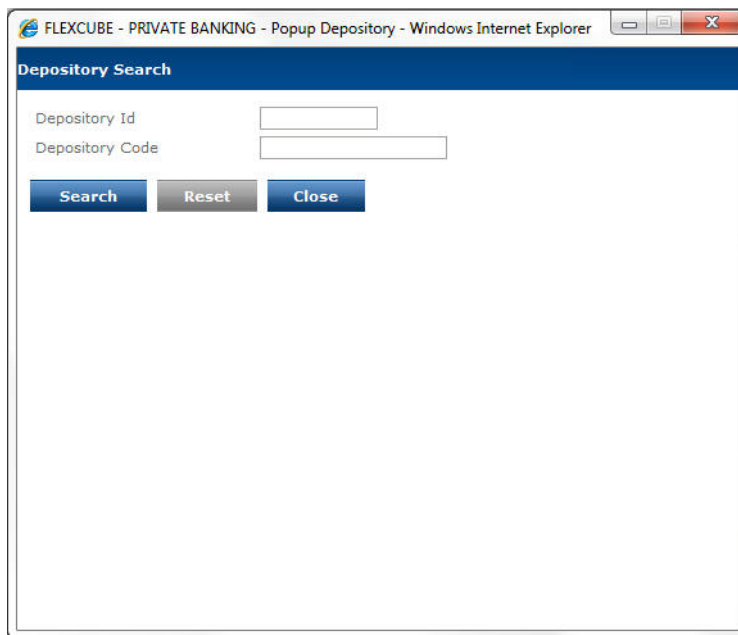 FLEXCUBE - PRIVATE BANKING - Popup Depository - Windows Internet Explorer
Depository Search
Depository Id
Depository Code
Search Reset Close